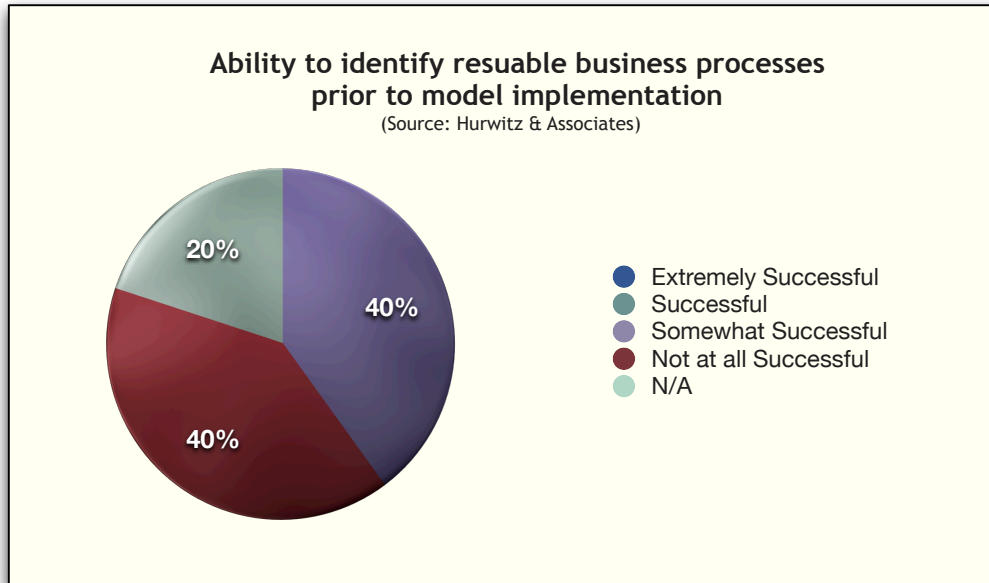 Ability to identify resuable business processes
prior to model implementation
(Source: Hurwitz & Associates)
20%
40%
40%
Extremely Successful
Successful
Somewhat Successful
Not at all Successful
N/A